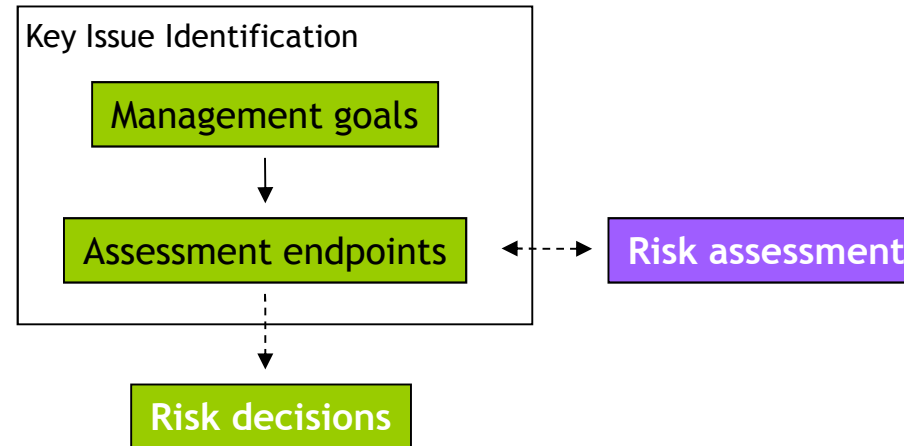 Key Issue Identification
Management goals
Assessment endpoints
Risk assessment
Risk decisions